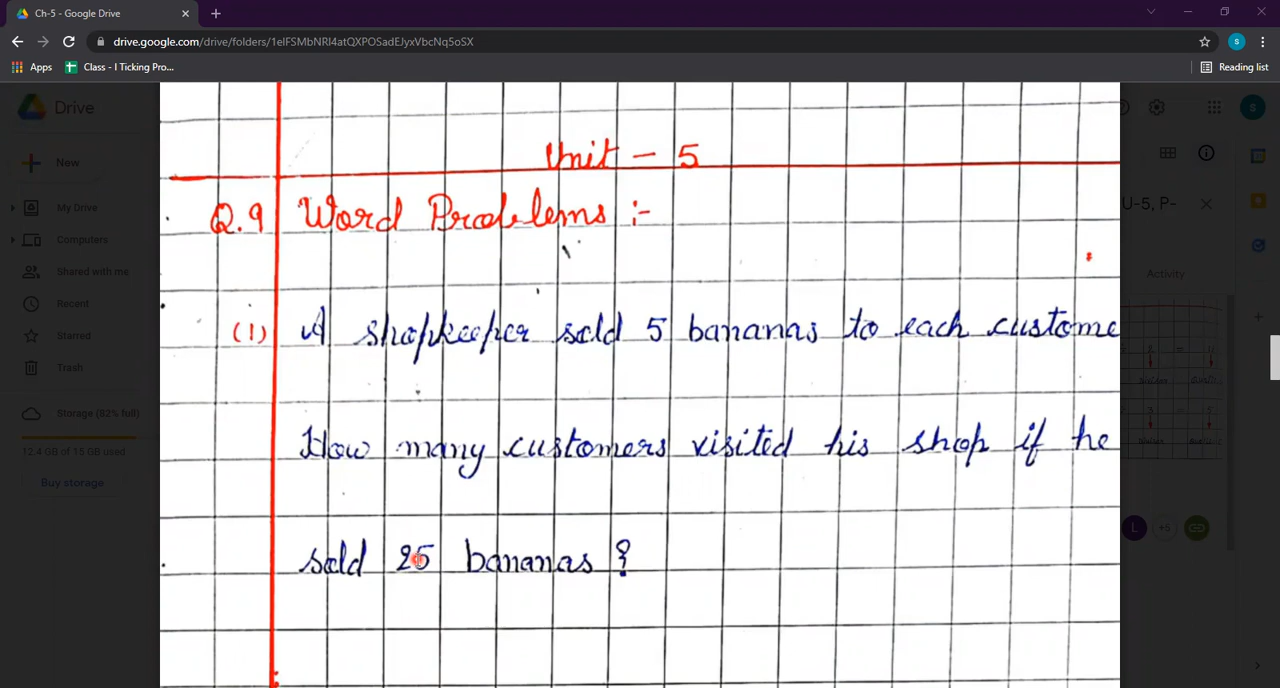 Ch-5 - Google Drive
drive.google.com/drive/folders/1elFSMbNRI4atQXPOSadEJyxVbcNq5oSX
S
Apps
Class - I Ticking Pro...
Reading list
Drive
S
New
My Drive
U-5, P-
Computers
Shared with me
Activity
Recent
Starred
Trash
Storage (82% full)
12.4 GB of 15 GB used
Buy storage
L
+5
Unit - 5
Q.9 Word Problems :-
(1) A shopkeeper sold 5 bananas to each custome
How many customers visited his shop if he
sold 25 bananas ?